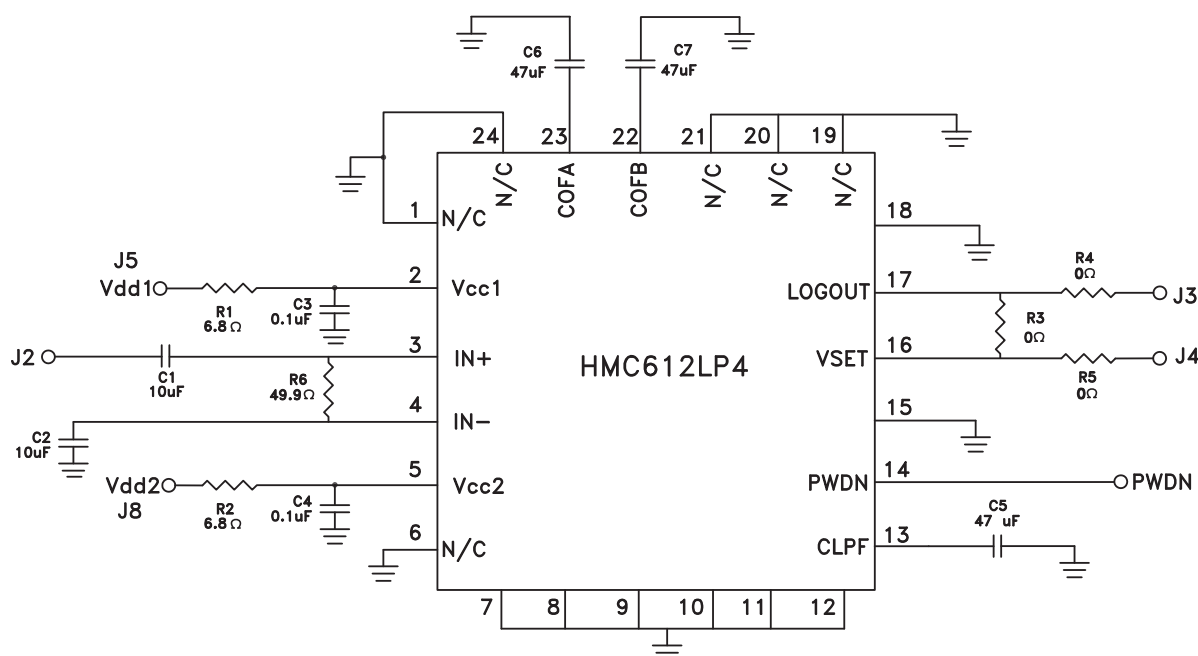 C6
47uF
C7
47uF
24
23
22
21
20
19
N/C
COFA
COFB
N/C
N/C
N/C
1
N/C
18
J5
Vdd1
R1
6.8Ω
C3
0.1uF
2
Vcc1
LOGOUT
17
R4
0Ω
J3
R3
0Ω
J2
C1
10uF
R6
49.9Ω
3
IN+
HMC612LP4
VSET
16
R5
0Ω
J4
C2
10uF
4
IN-
15
Vdd2
J8
R2
6.8Ω
C4
0.1uF
5
Vcc2
PWDN
14
PWDN
6
N/C
CLPF
13
C5
47 uF
7
8
9
10
11
12